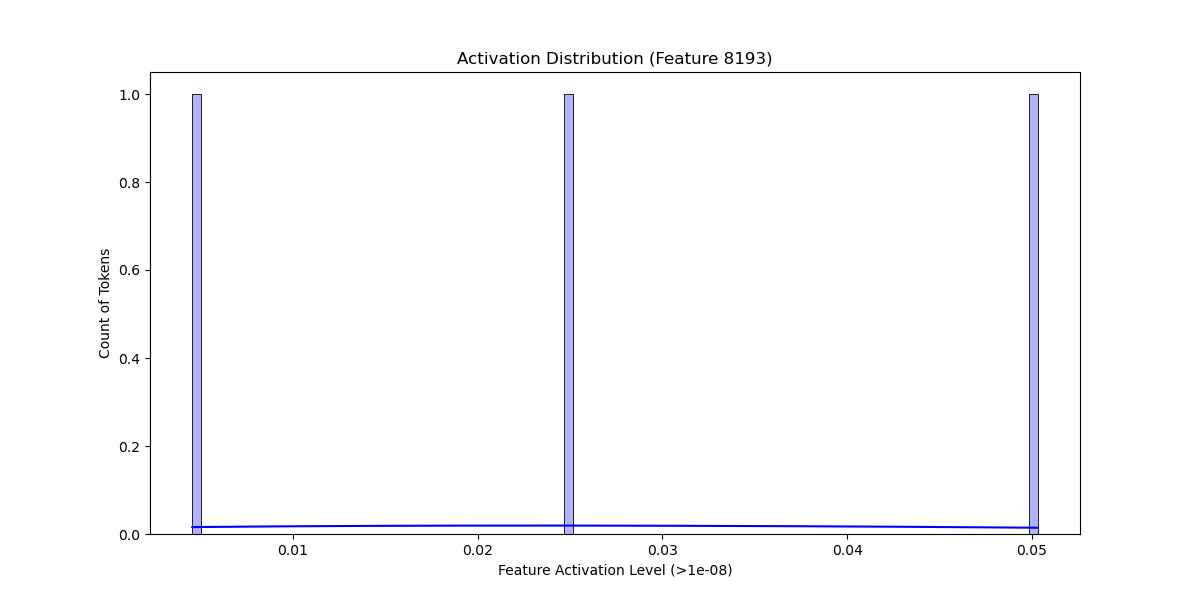 Activation Distribution (Feature 8193)
Count of Tokens
1.0
0.8
0.6
0.4
0.2
0.0
0.01 0.02 0.03 0.04 0.05
Feature Activation Level (>1e-08)